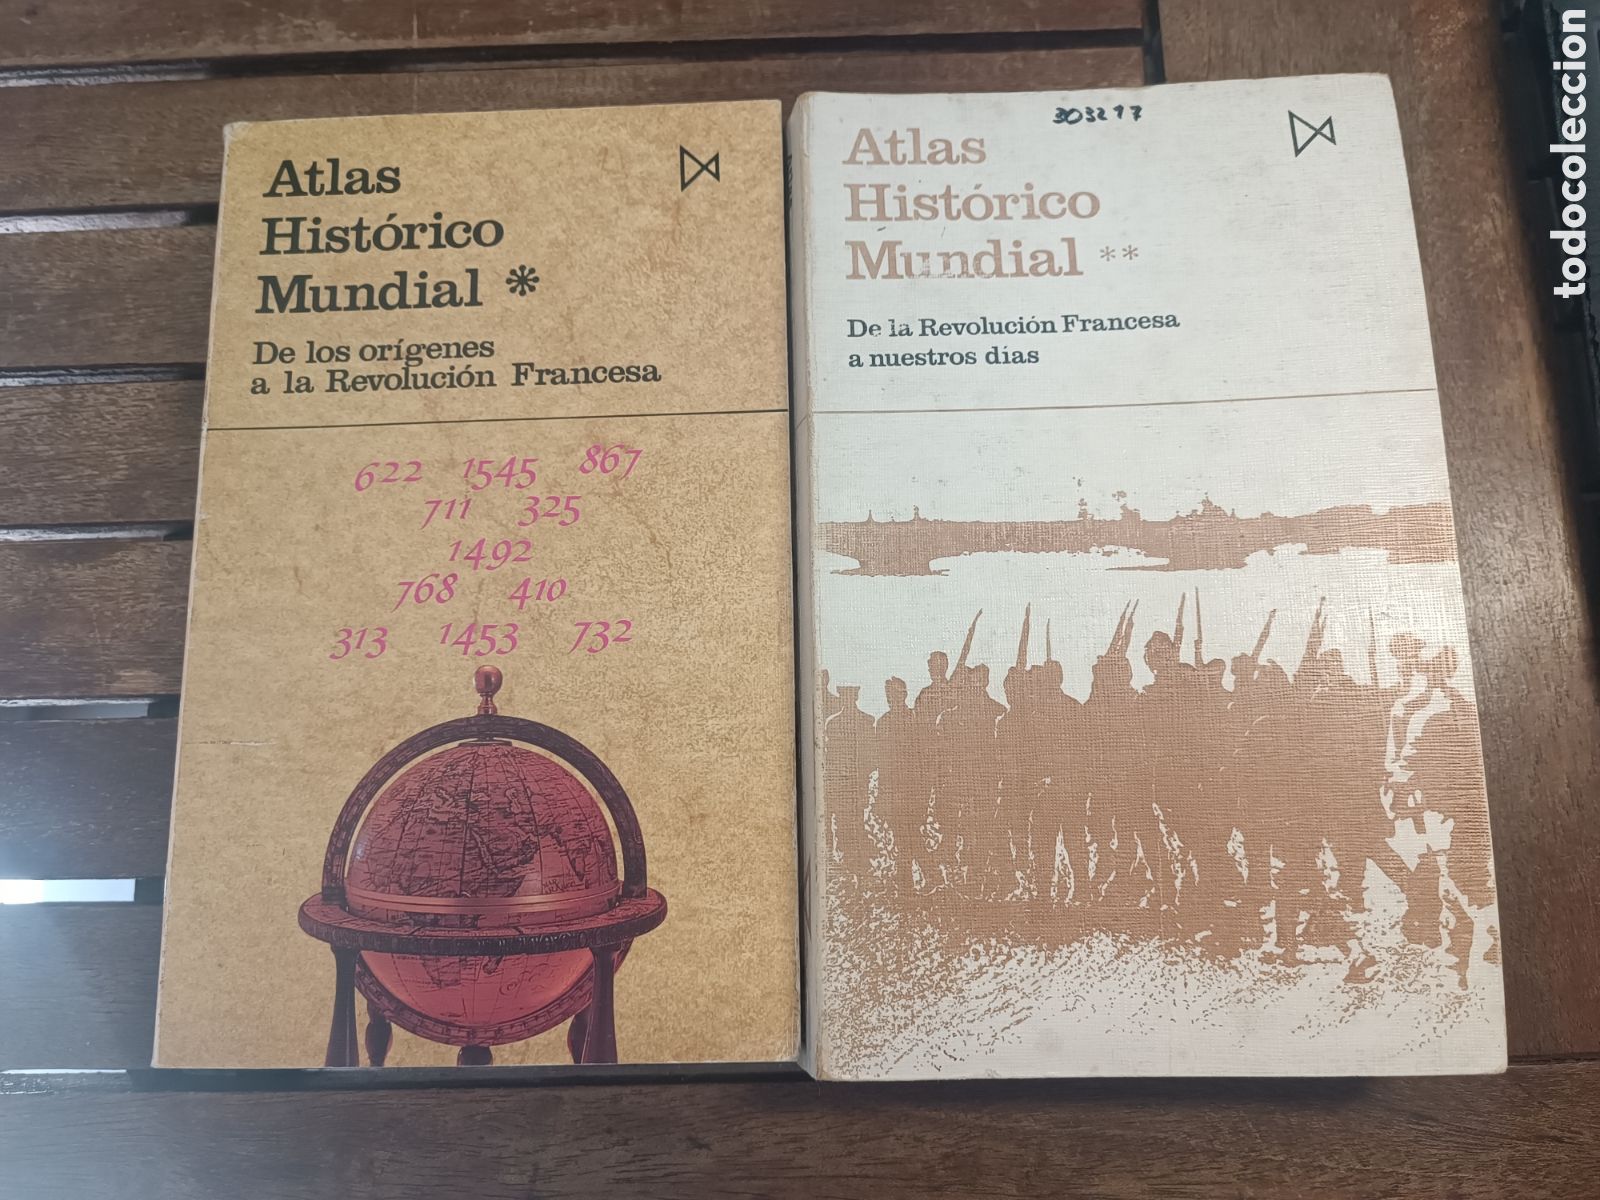 Atlas
Histórico
Mundial *
De los orígenes
a la Revolución Francesa
622 1545 867
711 325
1492
768 410
313 1453 732
303297
Atlas
Histórico
Mundial **
De la Revolución Francesa
a nuestros días
todocoleccion